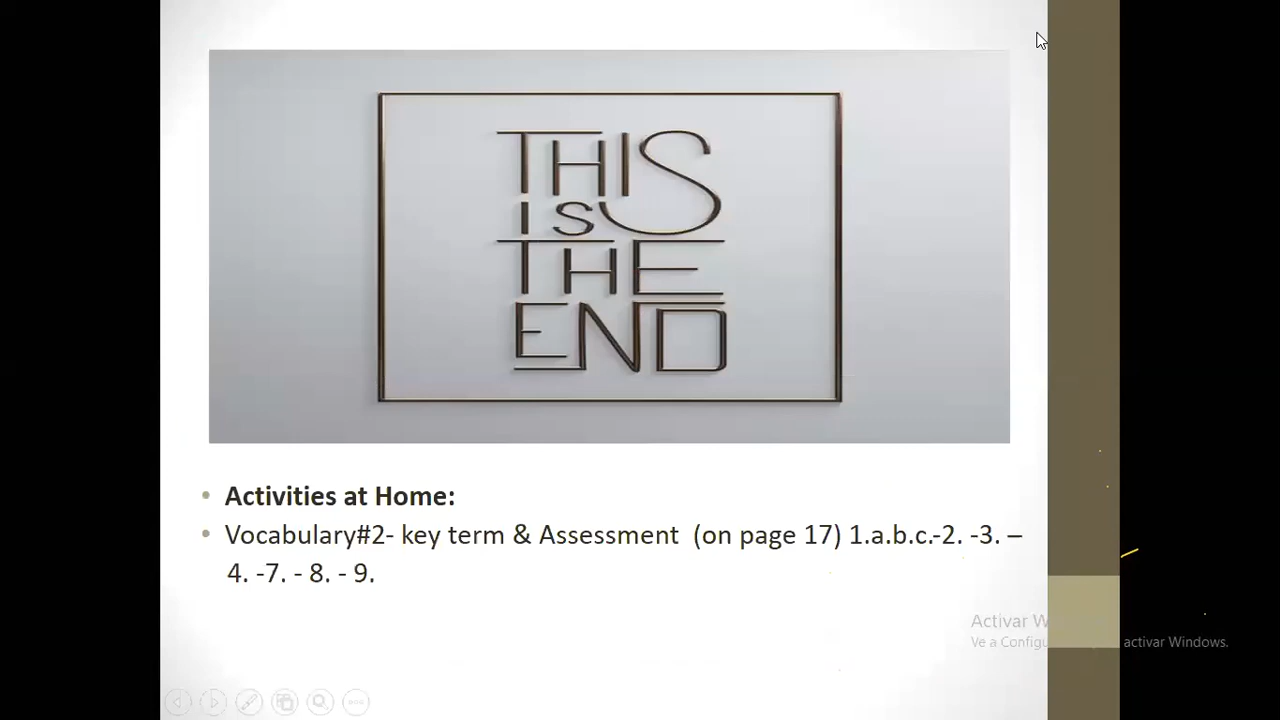 THIS
IS
THE
END
• Activities at Home:
• Vocabulary#2- key term & Assessment  (on page 17) 1.a.b.c.-2. -3. –
4. -7. - 8. - 9.
Activar W
Ve a Configu activar Windows.